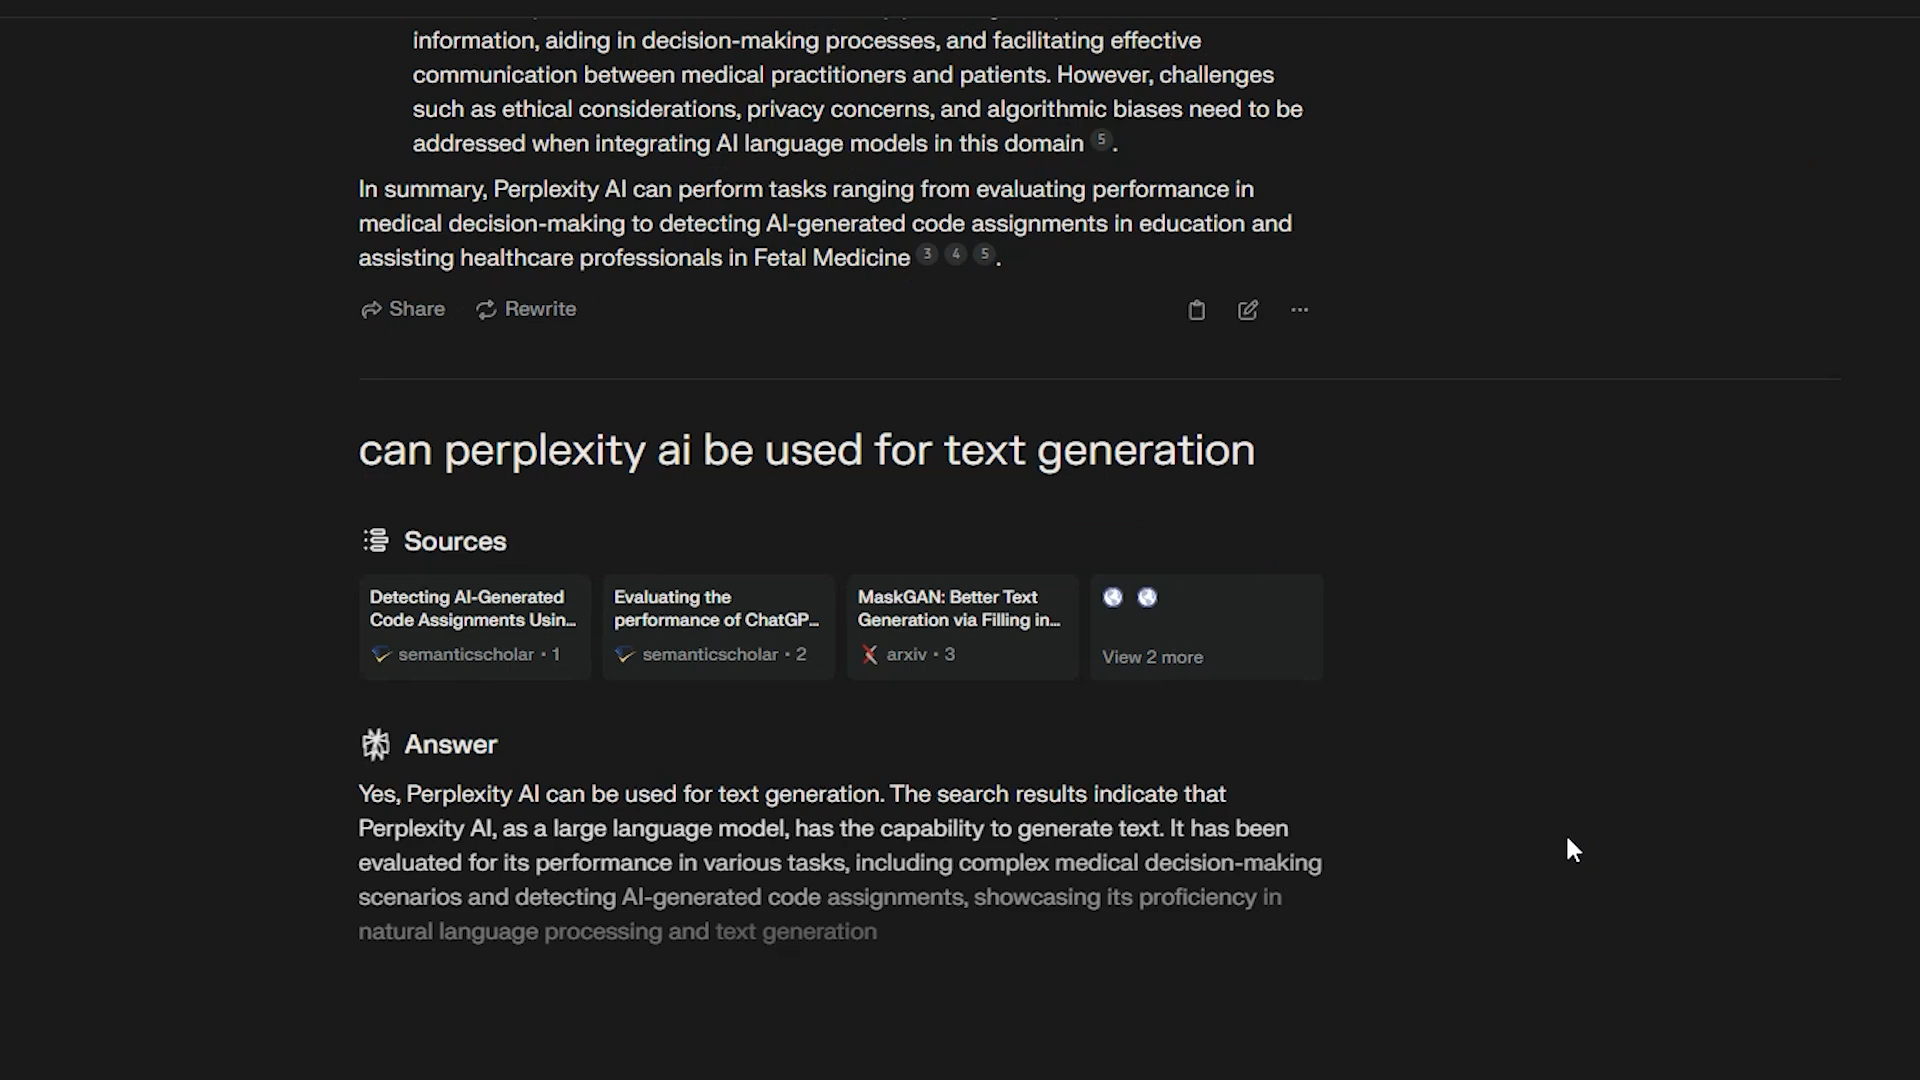 information, aiding in decision-making processes, and facilitating effective
communication between medical practitioners and patients. However, challenges
such as ethical considerations, privacy concerns, and algorithmic biases need to be
addressed when integrating AI language models in this domain 5.
In summary, Perplexity AI can perform tasks ranging from evaluating performance in
medical decision-making to detecting AI-generated code assignments in education and
assisting healthcare professionals in Fetal Medicine 3 4 5.
Share Rewrite
can perplexity ai be used for text generation
Sources
Detecting AI-Generated
Code Assignments Usin...
semanticscholar • 1
Evaluating the
performance of ChatGP...
semanticscholar • 2
MaskGAN: Better Text
Generation via Filling in...
arxiv • 3
View 2 more
Answer
Yes, Perplexity AI can be used for text generation. The search results indicate that
Perplexity AI, as a large language model, has the capability to generate text. It has been
evaluated for its performance in various tasks, including complex medical decision-making
scenarios and detecting AI-generated code assignments, showcasing its proficiency in
natural language processing and text generation